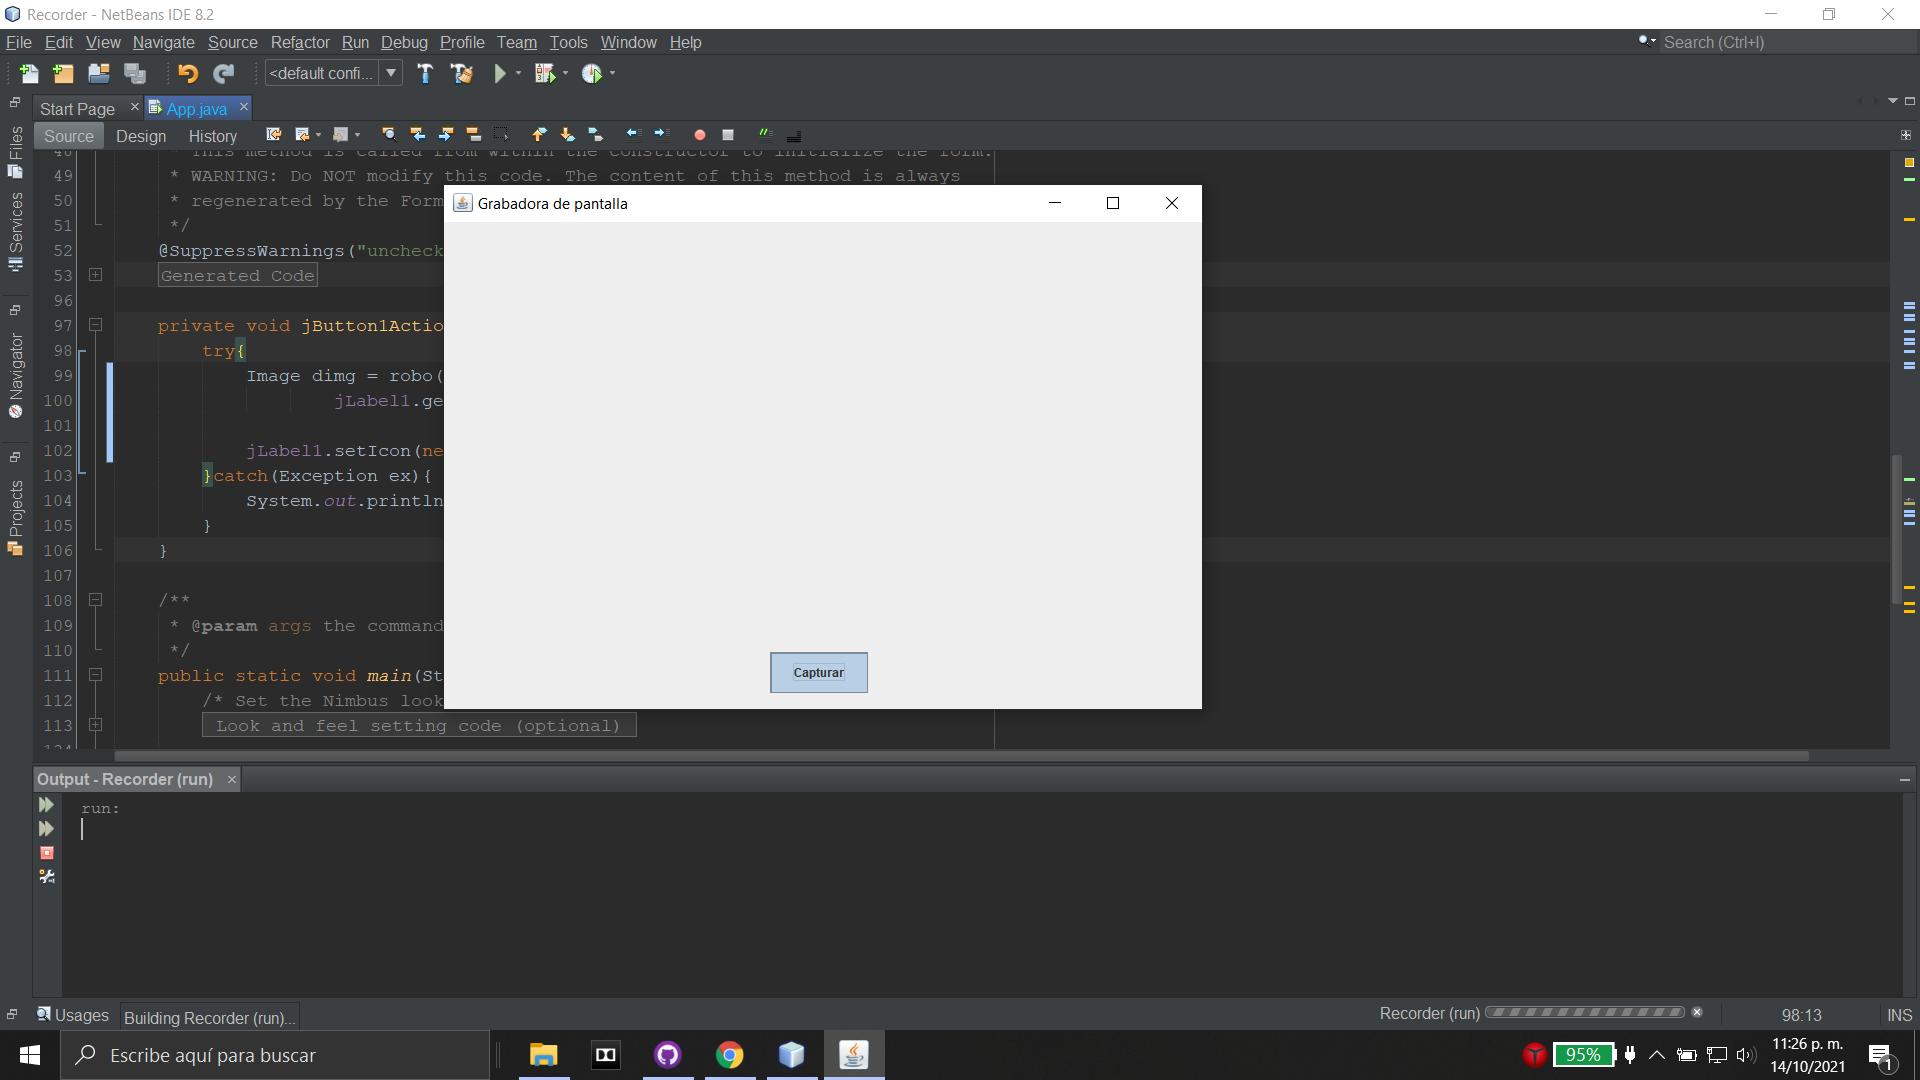 Recorder - NetBeans IDE 8.2
File Edit View Navigate Source Refactor Run Debug Profile Team Tools Window Help
Search (Ctrl+I)
<default confi...
Start Page
App.java
Source Design History
Files
Services
Navigator
Projects
48 * This method is called from within the constructor to initialize the form.
49 * WARNING: Do NOT modify this code. The content of this method is always
50 * regenerated by the Form
51 */
52 @SuppressWarnings("uncheck
53 Generated Code
96
97 private void jButton1Actio
98 try{
99 Image dimg = robo(
100 jLabel1.ge
101
102 jLabel1.setIcon(ne
103 }catch(Exception ex){
104 System.out.println
105 }
106 }
107
108 /**
109 * @param args the command
110 */
111 public static void main(St
112 /* Set the Nimbus look
113 Look and feel setting code (optional)
124
Grabadora de pantalla
Capturar
Output - Recorder (run)
run:
Usages
Building Recorder (run)...
Recorder (run)
98:13
INS
Escribe aquí para buscar
95%
11:26 p. m.
14/10/2021
1